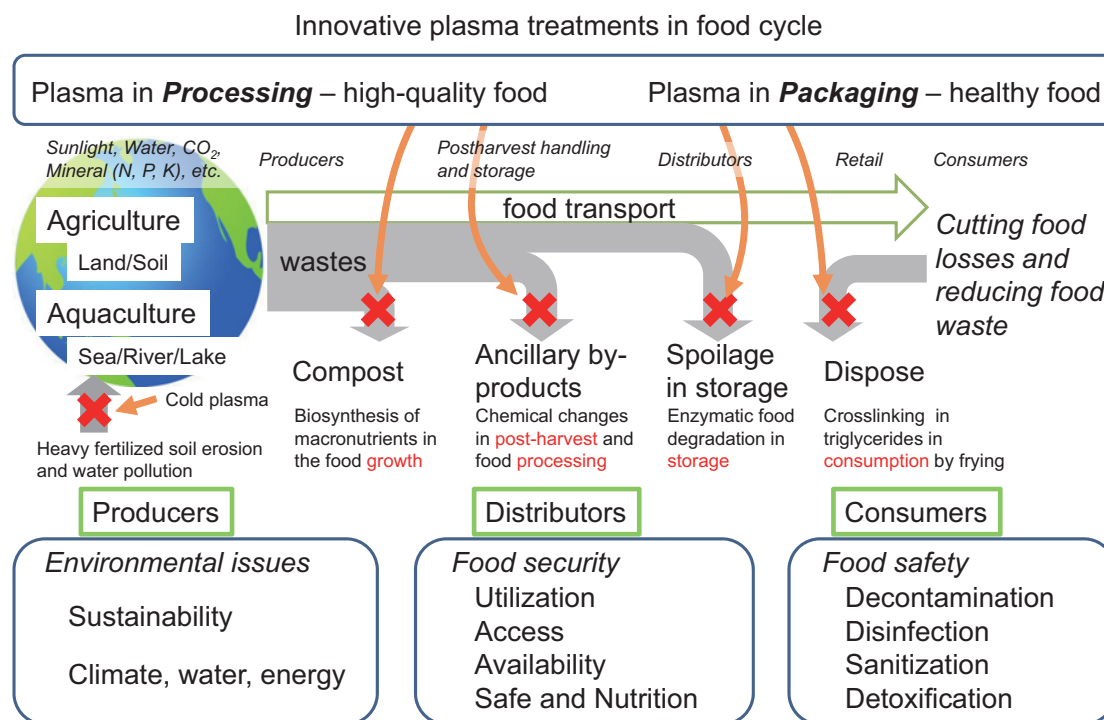 Innovative plasma treatments in food cycle
Plasma in Processing – high-quality food
Plasma in Packaging – healthy food
Sunlight, Water, CO₂,
Mineral (N, P, K), etc.
Producers
Postharvest handling
and storage
Distributors
Retail
Consumers
Agriculture
Land/Soil
Aquaculture
Sea/River/Lake
food transport
wastes
Cutting food
losses and
reducing food
waste
Cold plasma
Heavy fertilized soil erosion
and water pollution
Compost
Biosynthesis of
macronutrients in
the food growth
Ancillary by-
products
Chemical changes
in post-harvest and
food processing
Spoilage
in storage
Enzymatic food
degradation in
storage
Dispose
Crosslinking in
triglycerides in
consumption by frying
Producers
Environmental issues
Sustainability
Climate, water, energy
Distributors
Food security
Utilization
Access
Availability
Safe and Nutrition
Consumers
Food safety
Decontamination
Disinfection
Sanitization
Detoxification